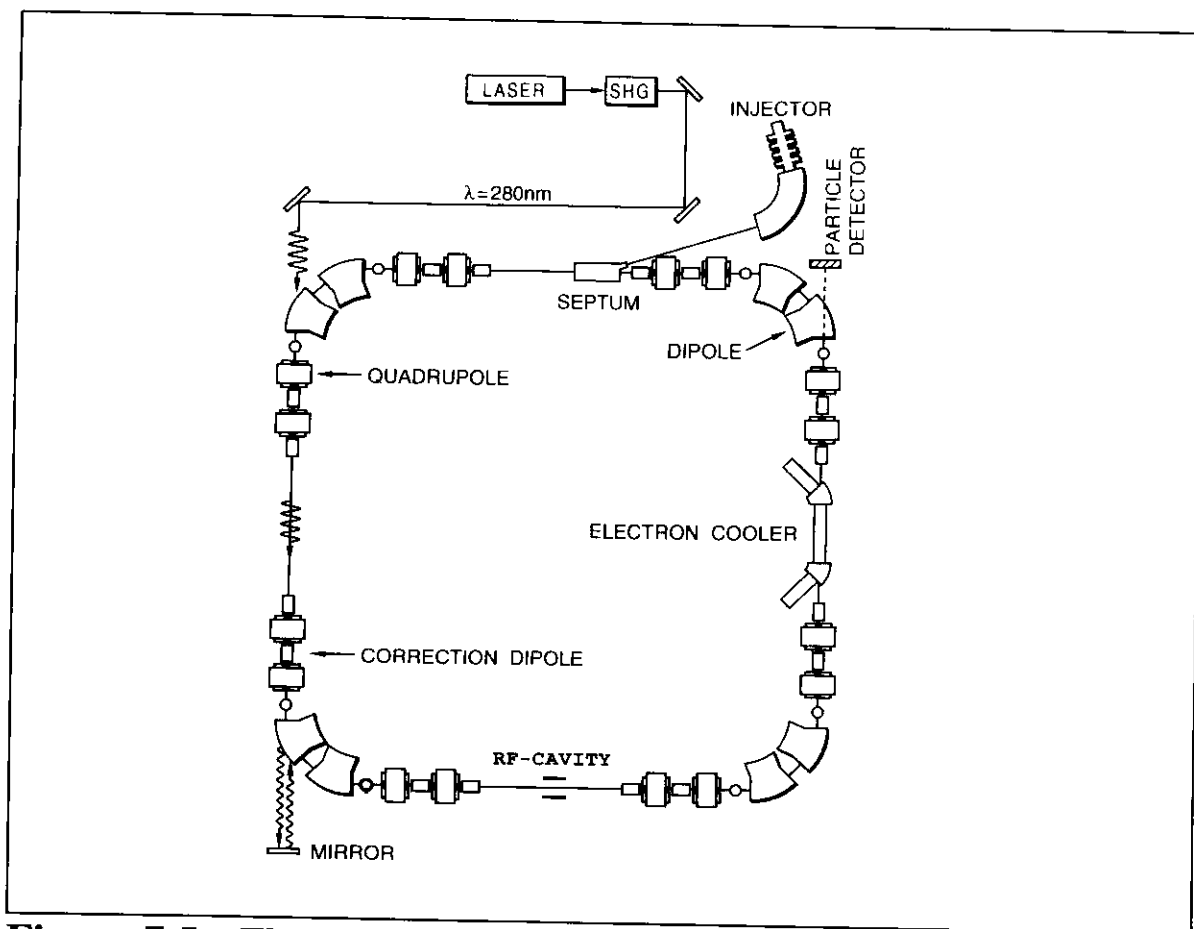 LASER
SHG
INJECTOR
PARTICLE
DETECTOR
λ=280nm
SEPTUM
DIPOLE
QUADRUPOLE
ELECTRON COOLER
CORRECTION DIPOLE
RF-CAVITY
MIRROR